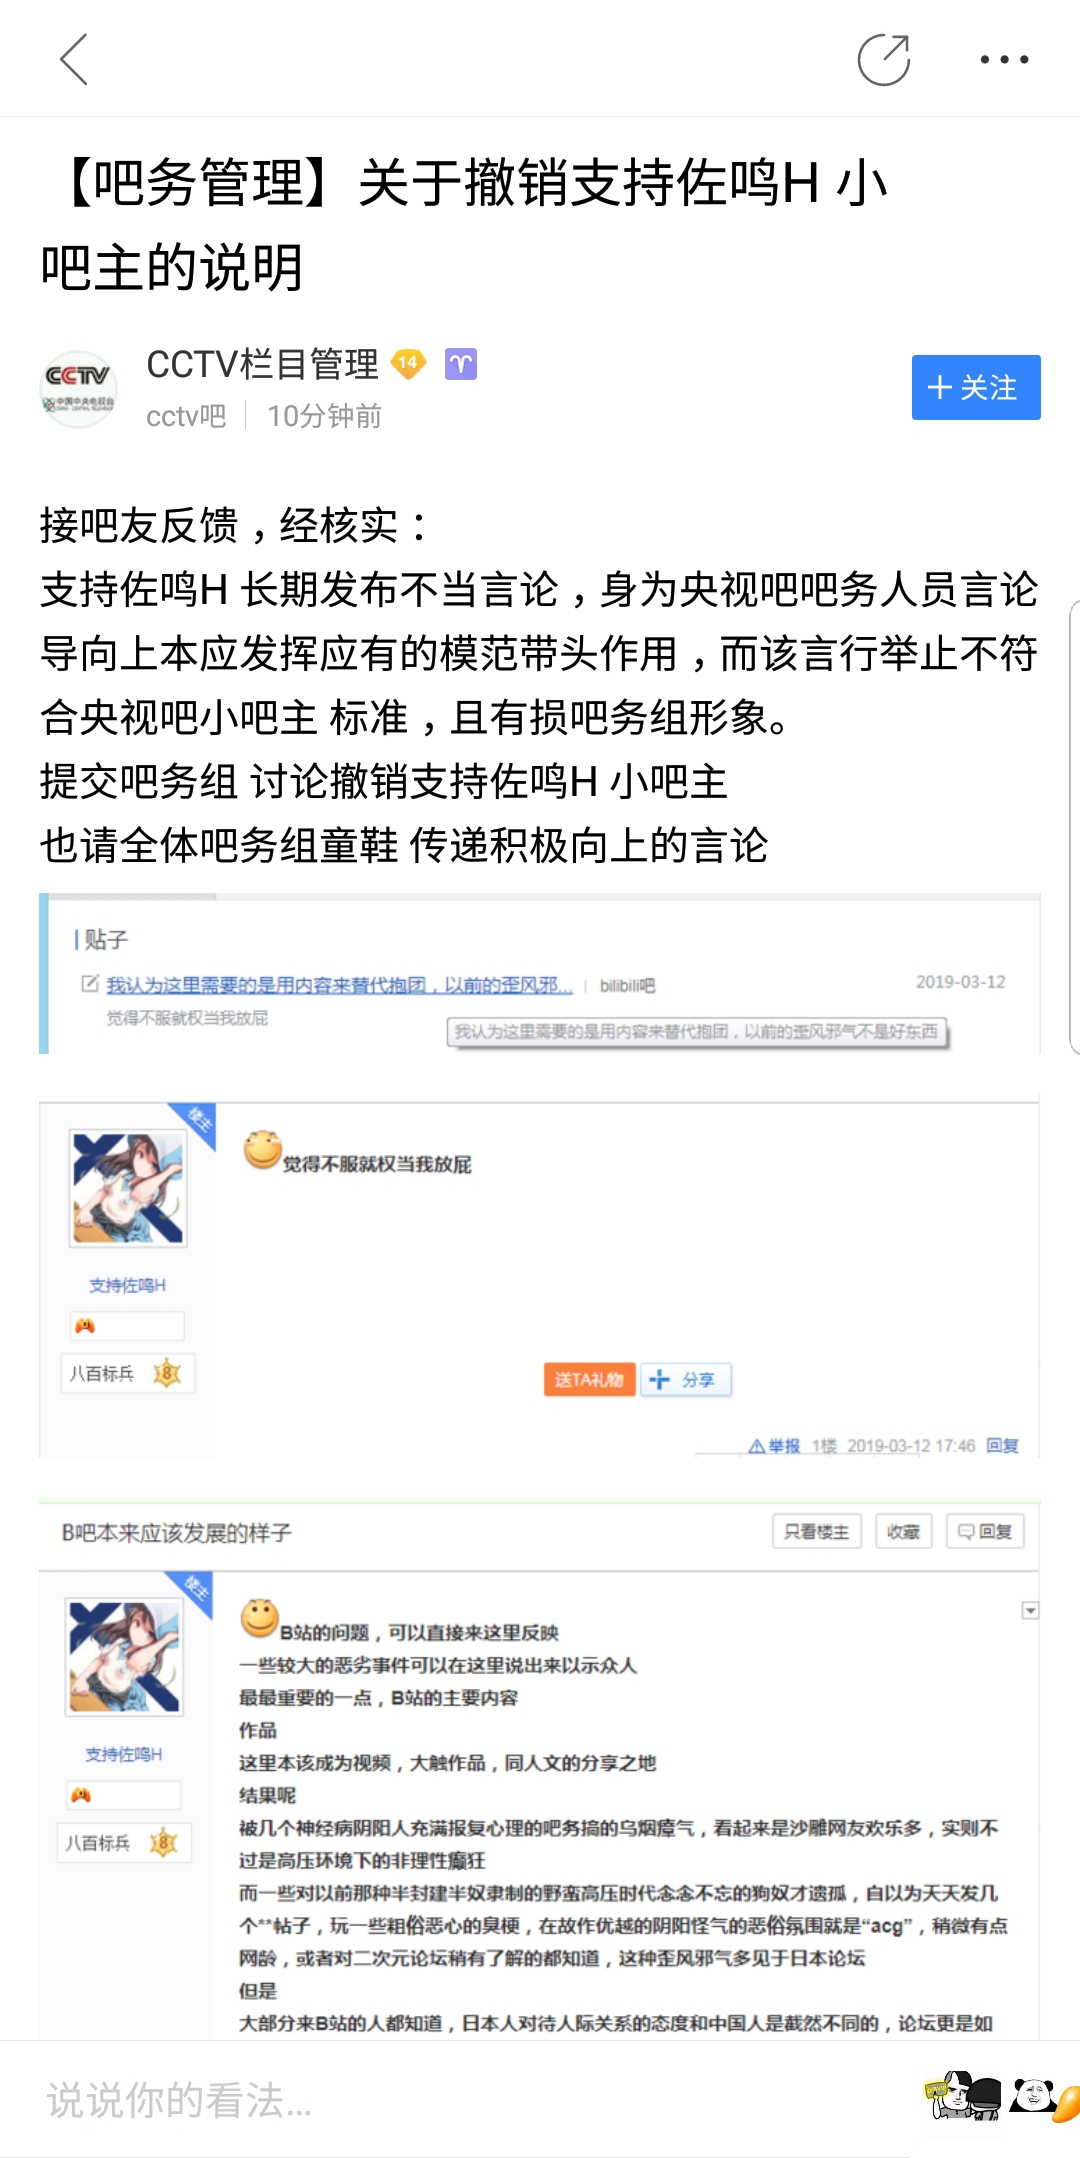 【吧务管理】关于撤销支持佐鸣H 小
吧主的说明
CCTV
中国中央电视台
CCTV栏目管理
14
cctv吧
10分钟前
关注
接吧友反馈，经核实：
支持佐鸣H 长期发布不当言论，身为央视吧吧务人员言论
导向上本应发挥应有的模范带头作用，而该言行举止不符
合央视吧小吧主 标准，且有损吧务组形象。
提交吧务组 讨论撤销支持佐鸣H 小吧主
也请全体吧务组童鞋 传递积极向上的言论
贴子
我认为这里需要的是用内容来替代抱团，以前的歪风邪...
bilibili吧
2019-03-12
觉得不服就权当我放屁
我认为这里需要的是用内容来替代抱团，以前的歪风邪气不是好东西
楼主
觉得不服就权当我放屁
支持佐鸣H
八百标兵 8
送TA礼物
分享
举报 1楼 2019-03-12 17:46 回复
B吧本来应该发展的样子
只看楼主
收藏
回复
楼主
B站的问题，可以直接来这里反映
一些较大的恶劣事件可以在这里说出来以示众人
最最重要的一点，B站的主要内容
作品
这里本该成为视频，大触作品，同人文的分享之地
结果呢
被几个神经病阴阳人充满报复心理的吧务搞的乌烟瘴气，看起来是沙雕网友欢乐多，实则不
过是高压环境下的非理性癫狂
而一些对以前那种半封建半奴隶制的野蛮高压时代念念不忘的狗奴才遗孤，自以为天天发几
个**帖子，玩一些粗俗恶心的臭梗，在故作优越的阴阳怪气的恶俗氛围就是“acg”，稍微有点
网龄，或者对二次元论坛稍有了解的都知道，这种歪风邪气多见于日本论坛
但是
大部分来B站的人都知道，日本人对待人际关系的态度和中国人是截然不同的，论坛更是如
支持佐鸣H
八百标兵 8
说说你的看法...